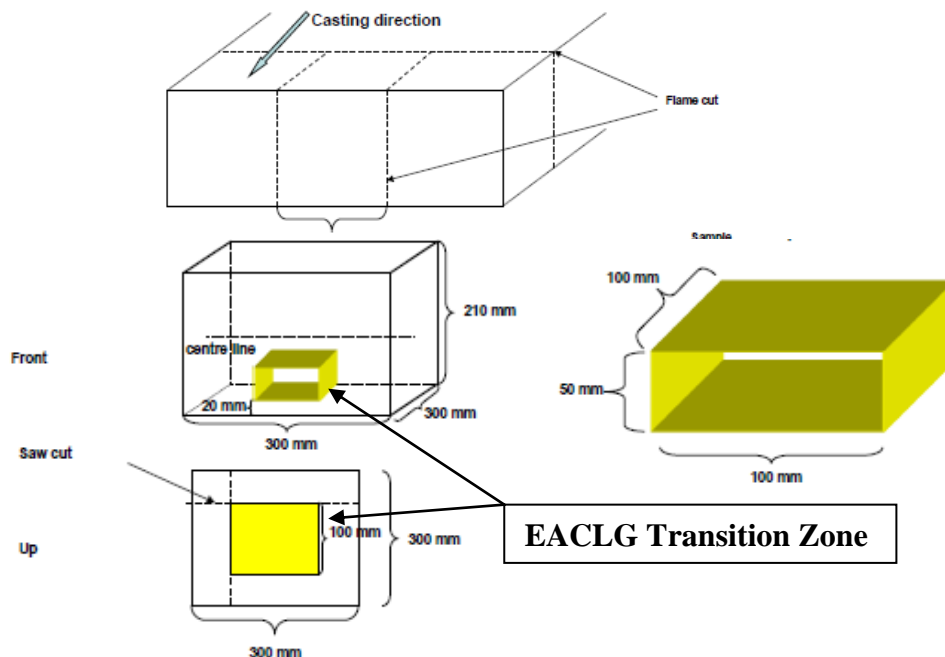 Casting direction
Flame cut
Sample
100 mm
210 mm
Front
centre line
50 mm
20 mm
300 mm
300 mm
100 mm
Saw cut
EACLG Transition Zone
100 mm
300 mm
Up
300 mm